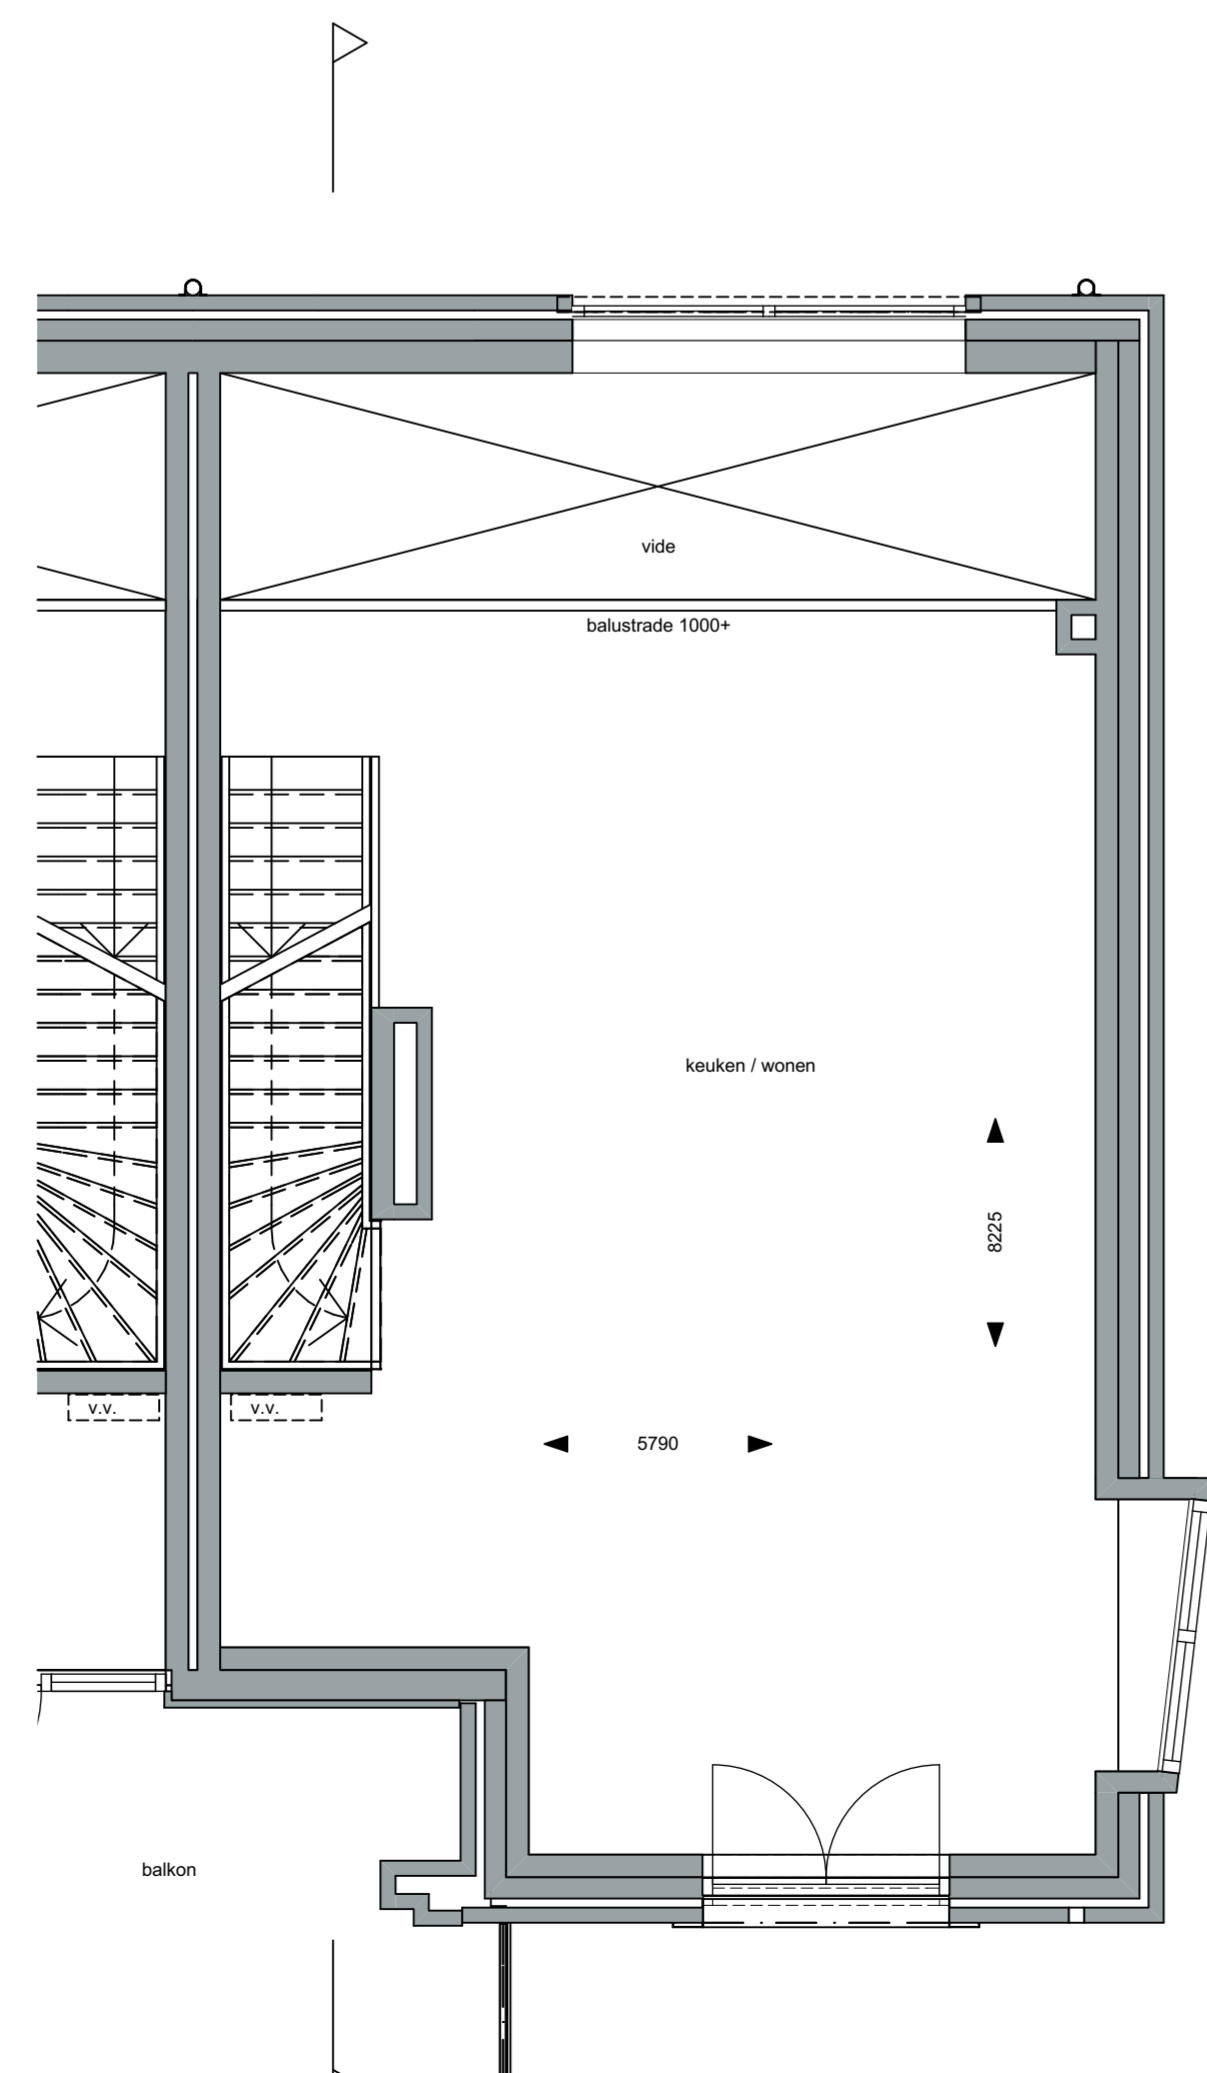 vide
balustrade 1000+
keuken / wonen
8225
v.v.
v.v.
5790
balkon